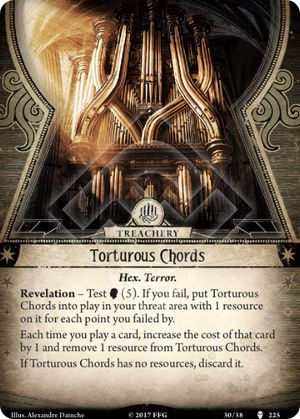 TREACHERY
Torturous Chords
Hex. Terror.
Revelation – Test (5). If you fail, put Torturous
Chords into play in your threat area with 1 resource
on it for each point you failed by.
Each time you play a card, increase the cost of that
card by 1 and remove 1 resource from Torturous Chords.
If Torturous Chords has no resources, discard it.
Illus. Alexandre Dainche
© 2017 FFG
30/38
225